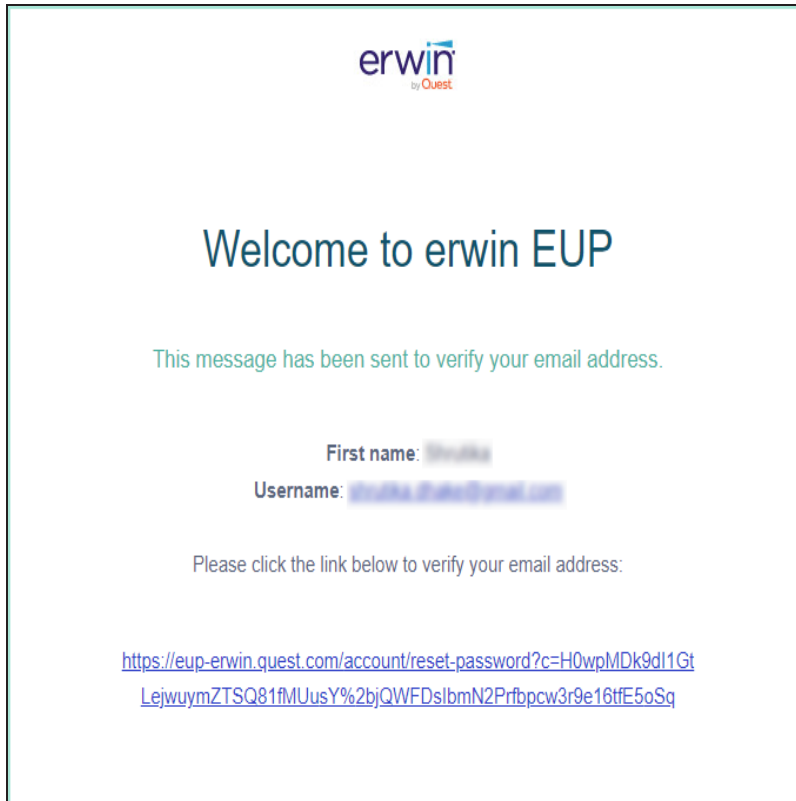 erwin
by Quest
Welcome to erwin EUP
This message has been sent to verify your email address.
First name:
Username:
Please click the link below to verify your email address:
https://eup-erwin.quest.com/account/reset-password?c=H0wpMDk9dI1Gt
LejwuymZTSQ81fMUusY%2bjQWFDsIbmN2Prfbpcw3r9e16tfE5oSq